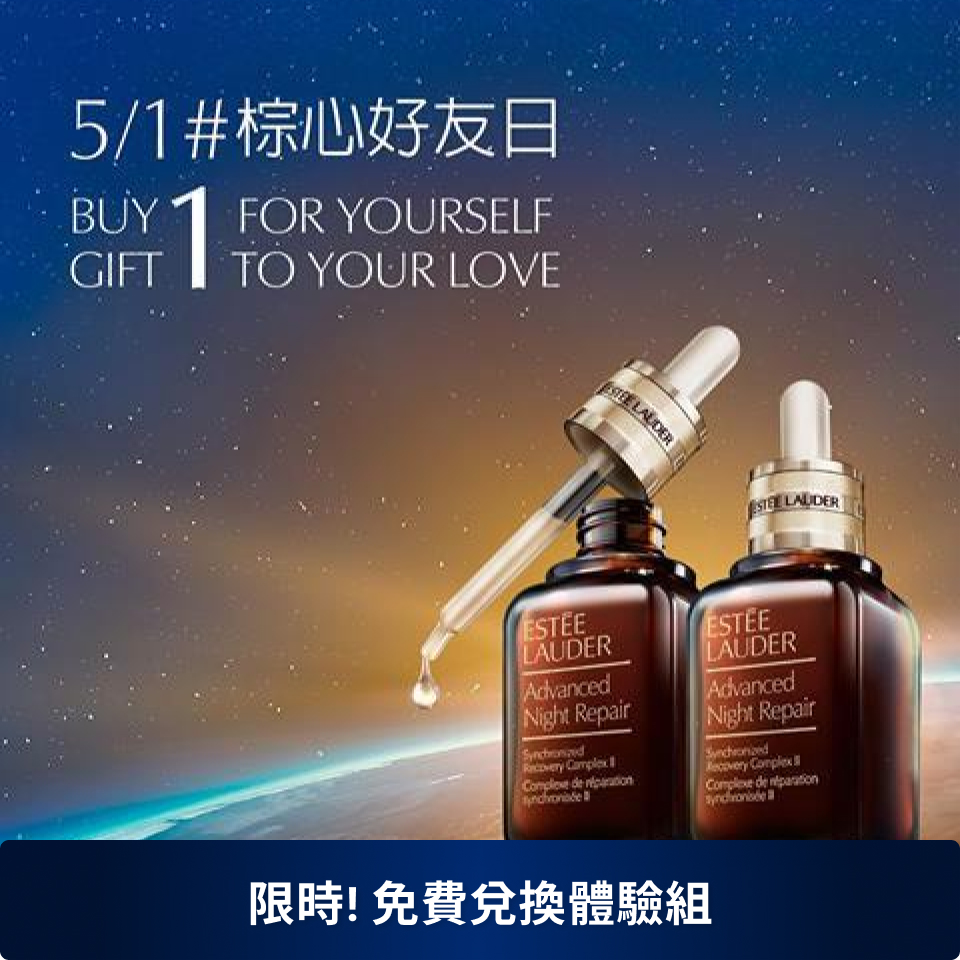 5/1#棕心好友日
BUY 1 FOR YOURSELF
GIFT 1 TO YOUR LOVE
ESTĒE LAUDER
ESTĒE LAUDER
ESTĒE
LAUDER
Advanced
Night Repair
Synchronized
Recovery Complex II
Complexe de réparation
synchronisée II
ESTĒE
LAUDER
Advanced
Night Repair
Synchronized
Recovery Complex II
Complexe de réparation
synchronisée II
限時! 免費兌換體驗組